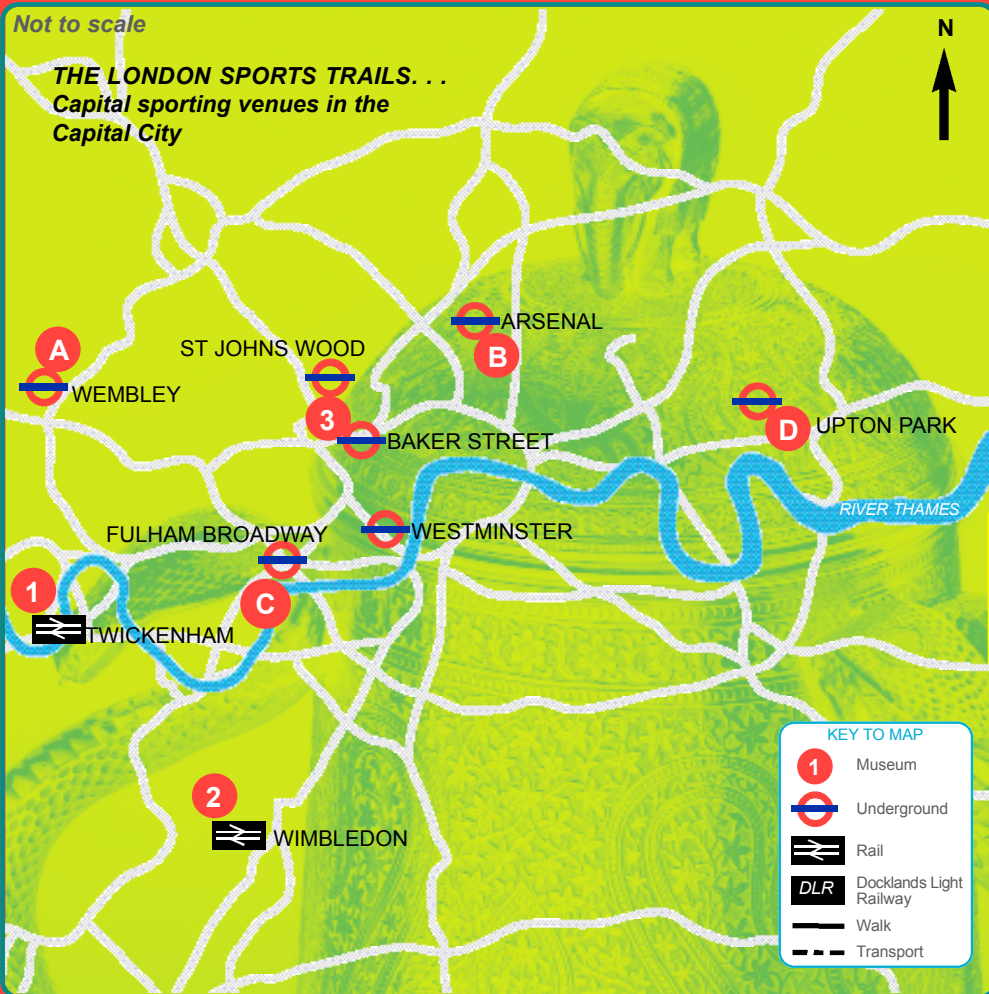 Not to scale
N
THE LONDON SPORTS TRAILS. . .
Capital sporting venues in the
Capital City
ARSENAL
B
A
ST JOHNS WOOD
WEMBLEY
3
BAKER STREET
D
UPTON PARK
RIVER THAMES
FULHAM BROADWAY
WESTMINSTER
1
C
TWICKENHAM
2
WIMBLEDON
KEY TO MAP
1 Museum
Underground
Rail
DLR Docklands Light
Railway
Walk
Transport